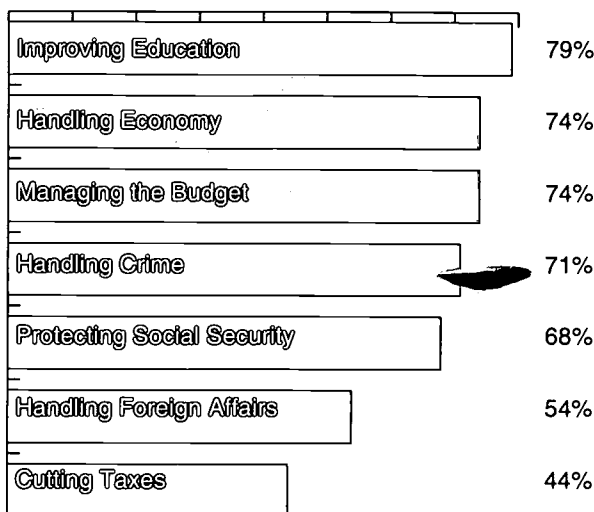 Improving Education 79%
Handling Economy 74%
Managing the Budget 74%
Handling Crime 71%
Protecting Social Security 68%
Handling Foreign Affairs 54%
Cutting Taxes 44%